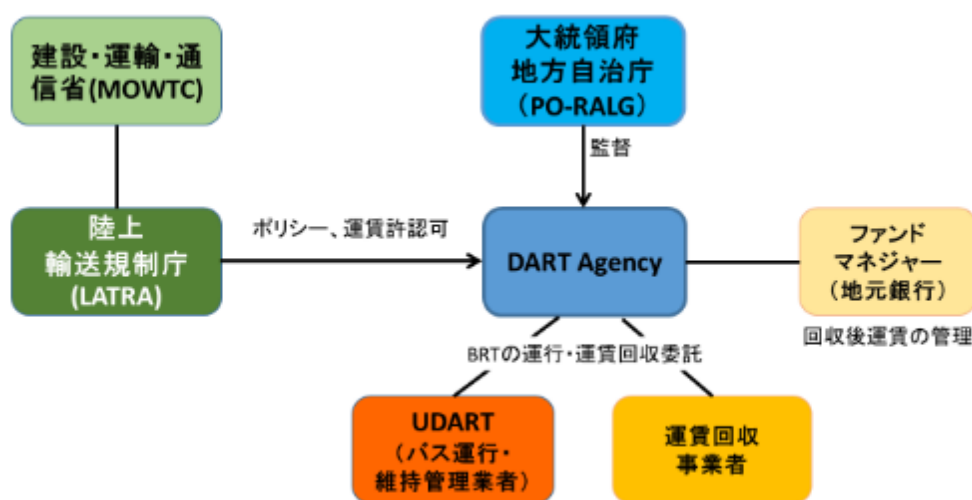 建設・運輸・通
信省(MOWTC)
大統領府
地方自治庁
（PO-RALG）
監督
陸上
輸送規制庁
(LATRA)
ポリシー、運賃許認可
DART Agency
ファンド
マネジャー
（地元銀行）
回収後運賃の管理
BRTの運行・運賃回収委託
UDART
（バス運行・
維持管理業者）
運賃回収
事業者